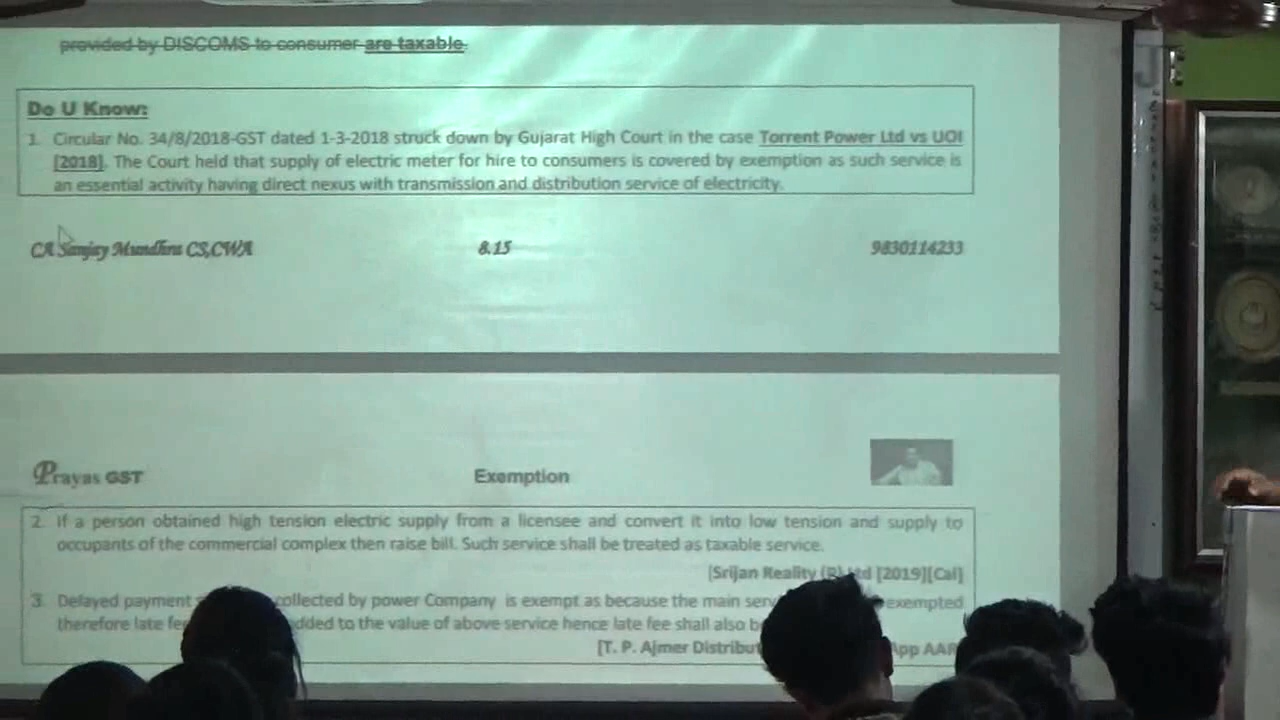 provided by DISCOMS to consumer are taxable.
Do U Know:
1. Circular No. 34/8/2018-GST dated 1-3-2018 struck down by Gujarat High Court in the case Torrent Power Ltd vs UOI
[2018]. The Court held that supply of electric meter for hire to consumers is covered by exemption as such service is
an essential activity having direct nexus with transmission and distribution service of electricity.
CA Sanjay Mundhra CS,CWA 8.15 9830114233
Prayas GST Exemption
2. If a person obtained high tension electric supply from a licensee and convert it into low tension and supply to
occupants of the commercial complex then raise bill. Such service shall be treated as taxable service.
[Srijan Reality (P) Ltd [2019][Cal]
3. Delayed payment collected by power Company is exempt as because the main exempted
therefore late added to the value of above service hence late fee shall also
[T. P. Ajmer App AAR